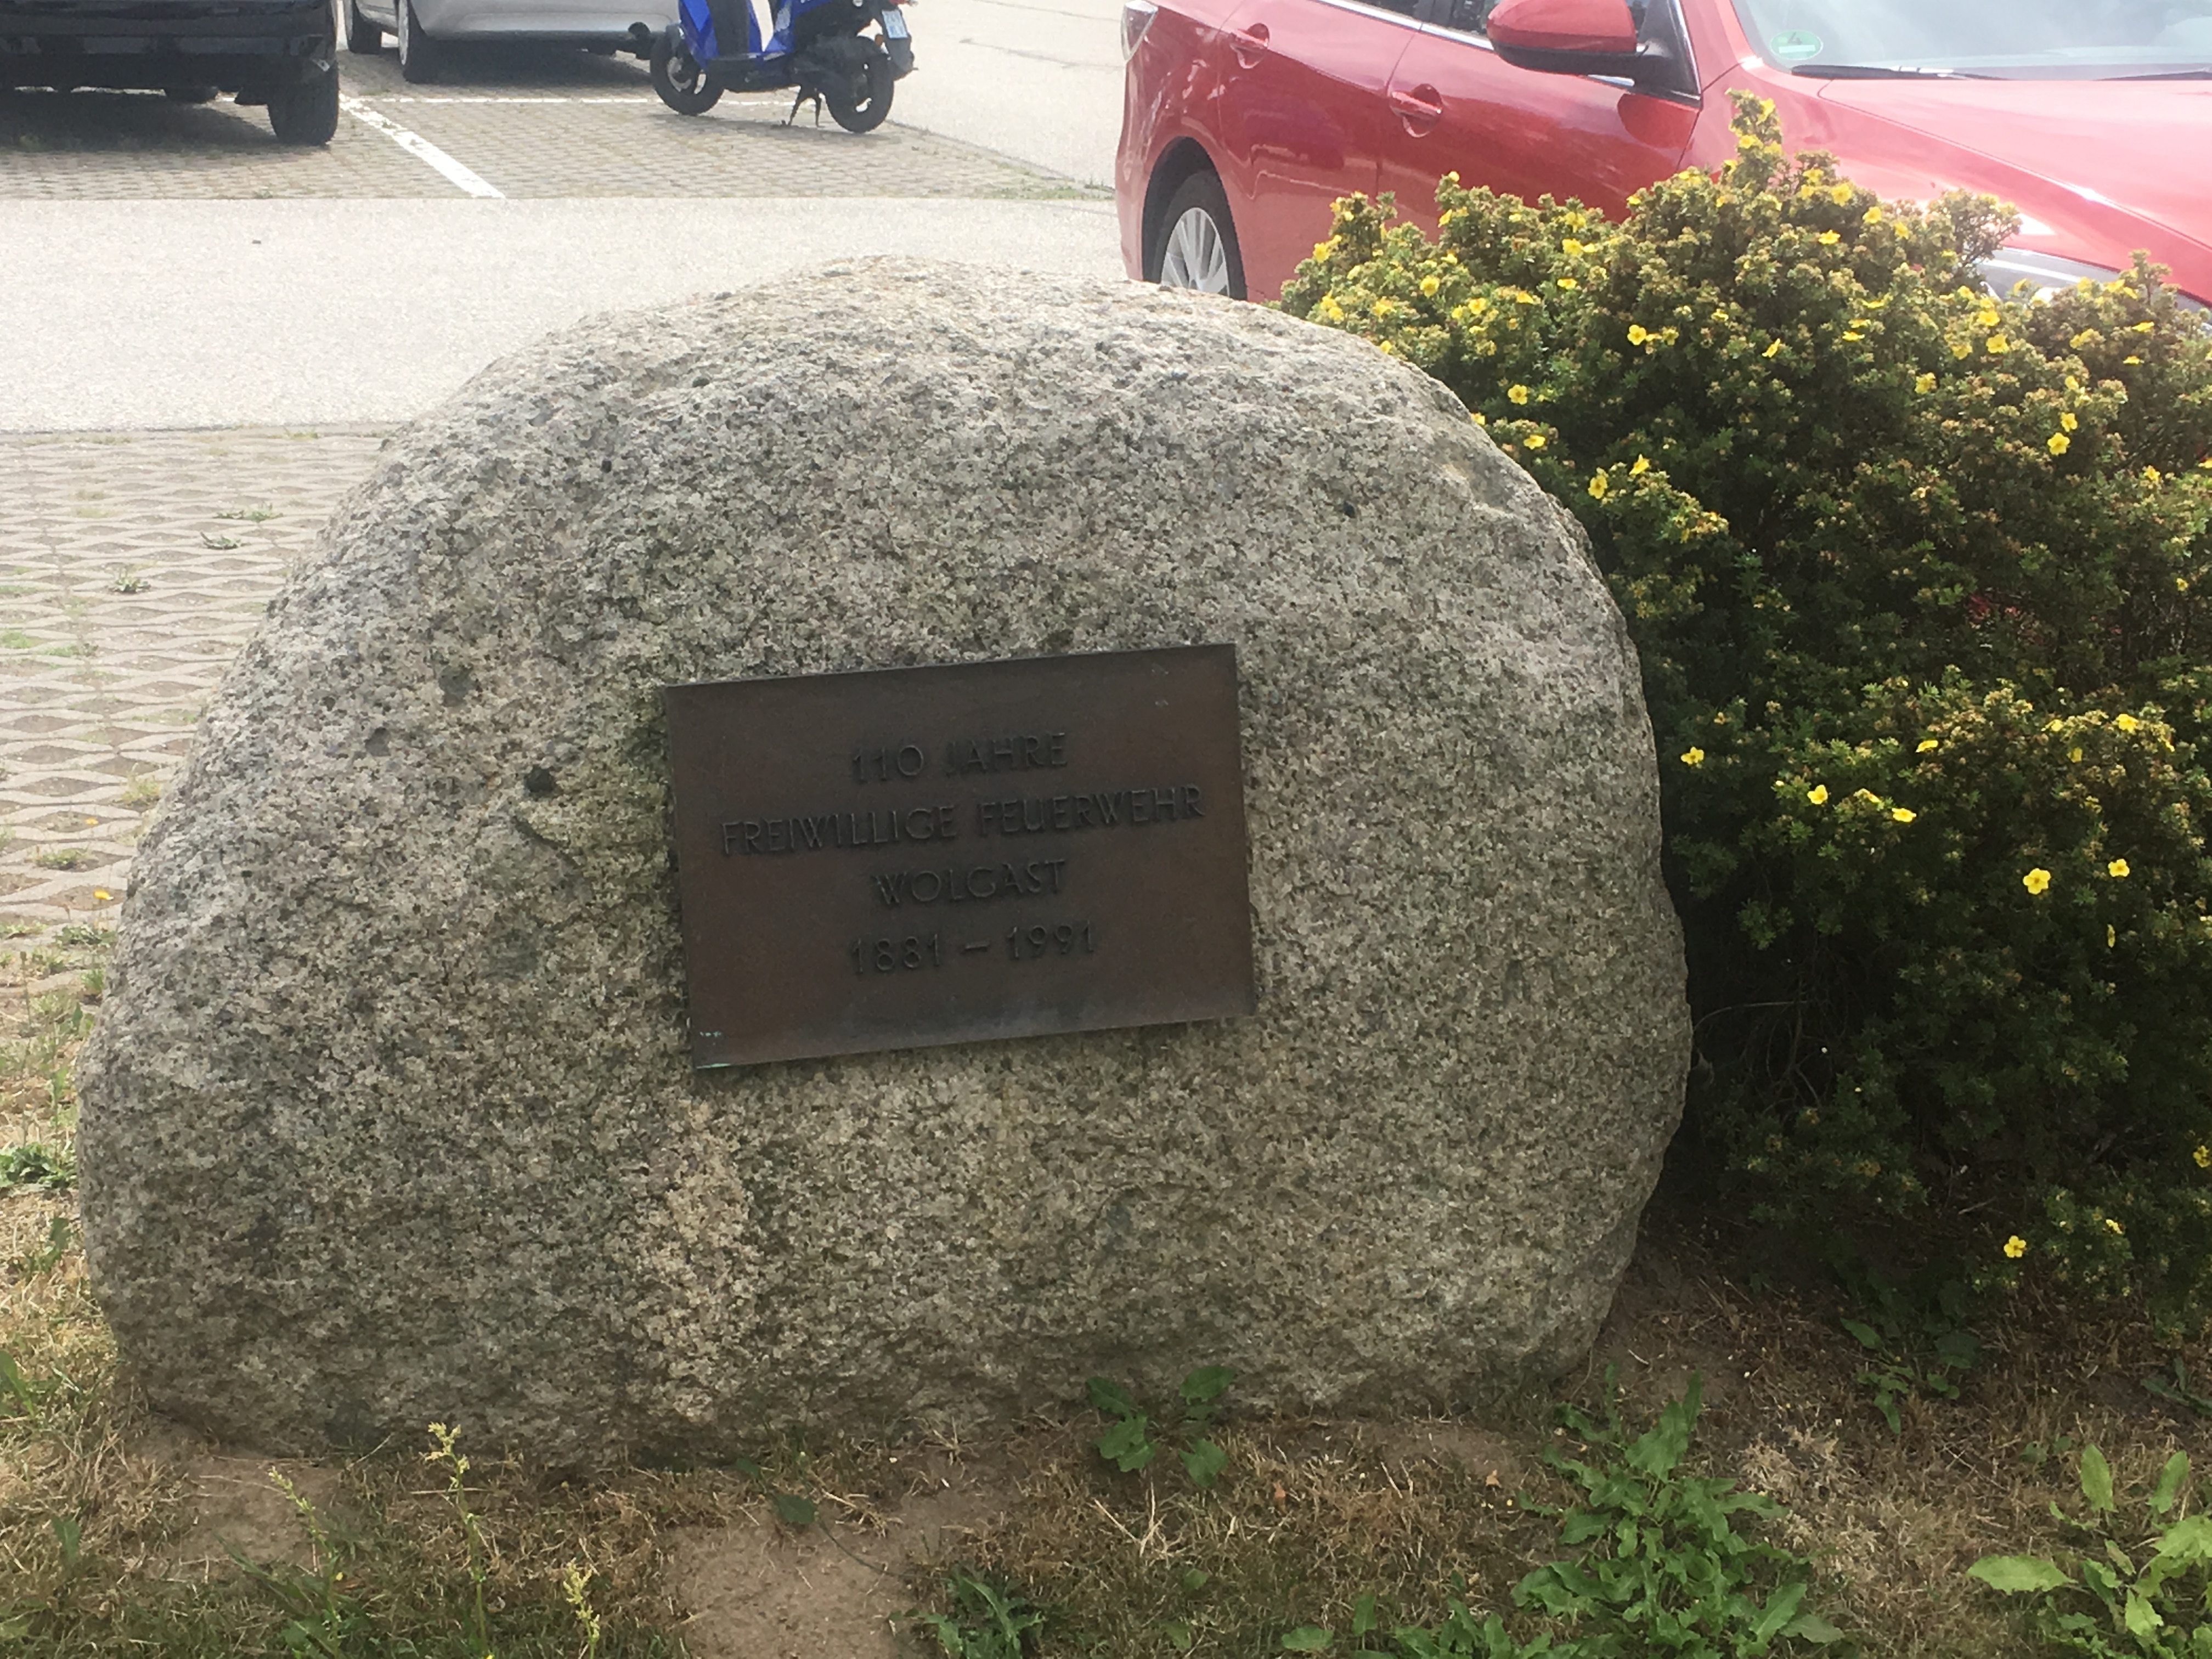 110 JAHRE
FREIWILLIGE FEUERWEHR
WOLGAST
1881 – 1991